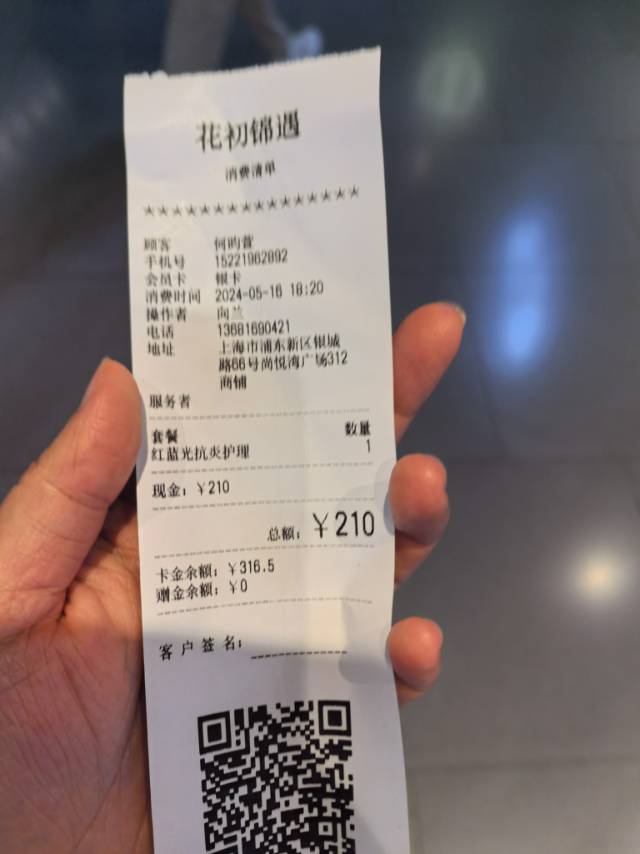 花初锦遇
消费清单
****************
顾客 何昀萱
手机号 15221962892
会员卡 银卡
消费时间 2024-05-16 18:20
操作者 向兰
电话 13681690421
地址 上海市浦东新区银城
路66号尚悦湾广场312
商铺
服务者
套餐 数量
红蓝光抗炎护理 1
现金：￥210
总额：￥210
卡金余额：￥316.5
赠金余额：￥0
客户签名：